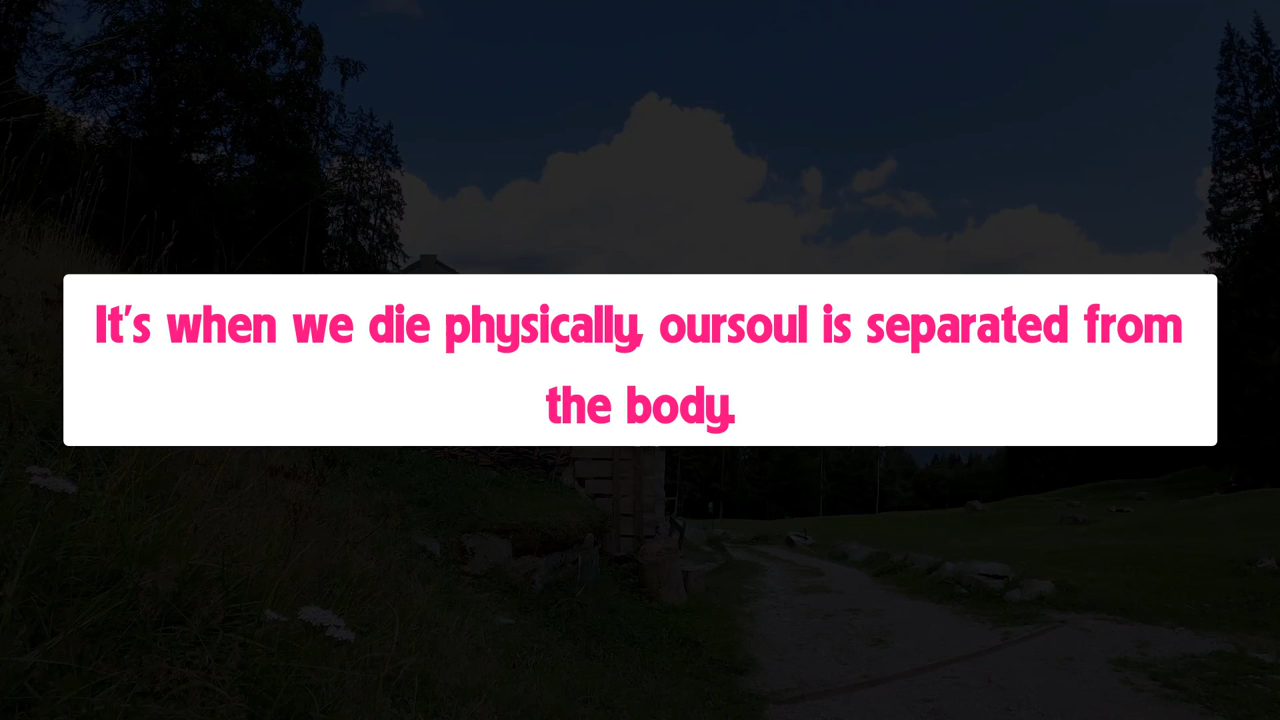 It's when we die physically, oursoul is separated from
the body.